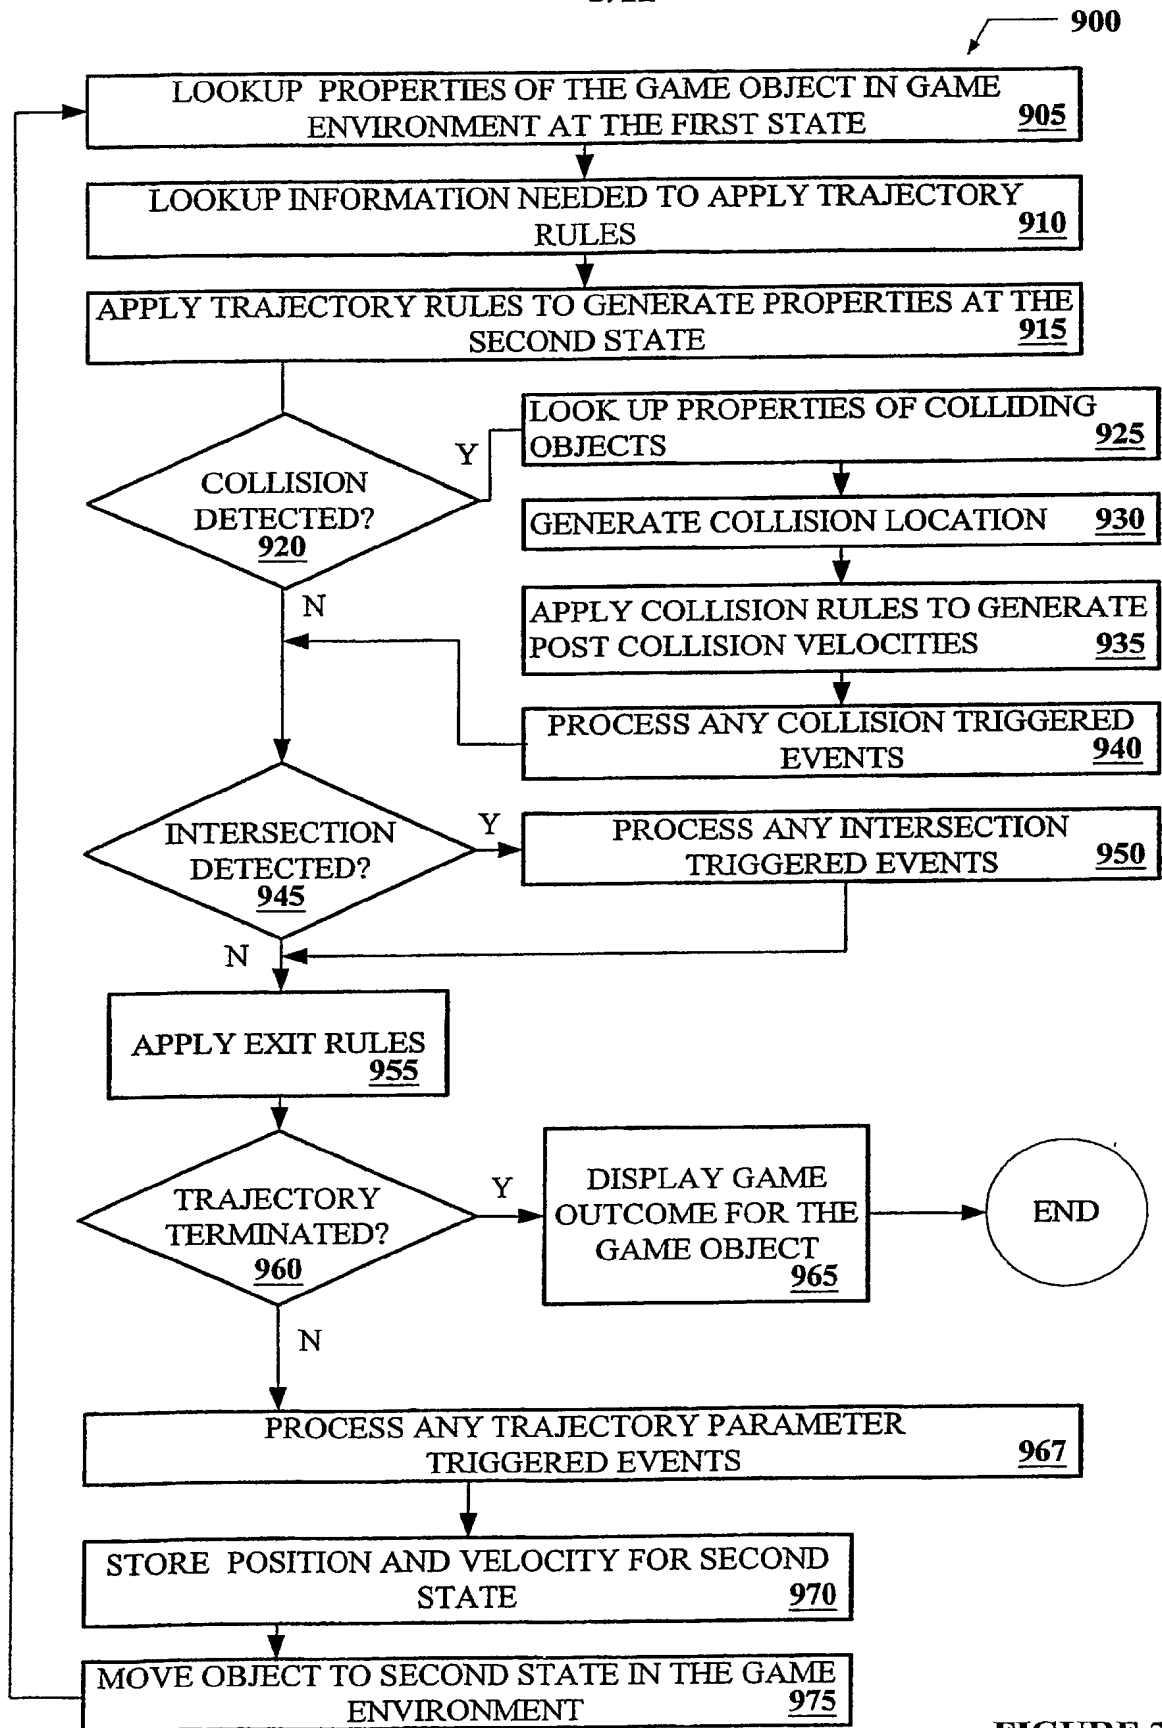 900
LOOKUP PROPERTIES OF THE GAME OBJECT IN GAME
ENVIRONMENT AT THE FIRST STATE
905
LOOKUP INFORMATION NEEDED TO APPLY TRAJECTORY
RULES
910
APPLY TRAJECTORY RULES TO GENERATE PROPERTIES AT THE
SECOND STATE
915
COLLISION
DETECTED?
920
Y
LOOK UP PROPERTIES OF COLLIDING
OBJECTS
925
GENERATE COLLISION LOCATION 930
APPLY COLLISION RULES TO GENERATE
POST COLLISION VELOCITIES 935
PROCESS ANY COLLISION TRIGGERED
EVENTS
940
N
INTERSECTION
DETECTED?
945
Y
PROCESS ANY INTERSECTION
TRIGGERED EVENTS
950
N
APPLY EXIT RULES
955
TRAJECTORY
TERMINATED?
960
Y
DISPLAY GAME
OUTCOME FOR THE
GAME OBJECT
965
END
N
PROCESS ANY TRAJECTORY PARAMETER
TRIGGERED EVENTS
967
STORE POSITION AND VELOCITY FOR SECOND
STATE
970
MOVE OBJECT TO SECOND STATE IN THE GAME
ENVIRONMENT
975